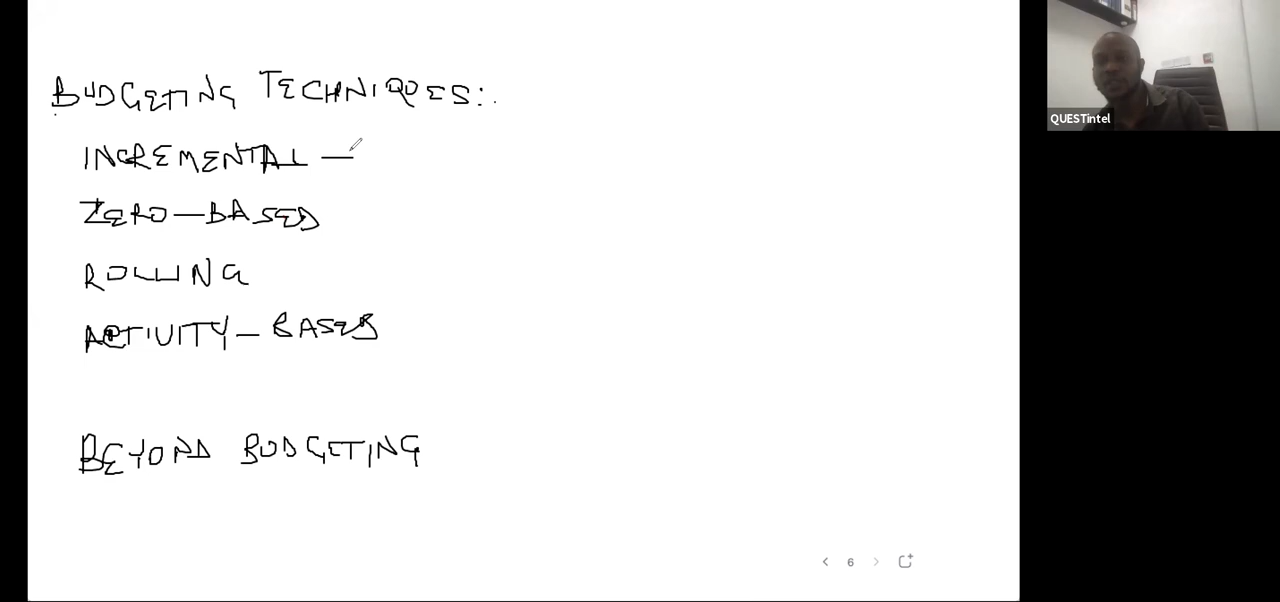 BUDGETING TECHNIQUES:
INCREMENTAL —
ZERO-BASED
ROLLING
ACTIVITY-BASED
BEYOND BUDGETING
6
QUESTintel